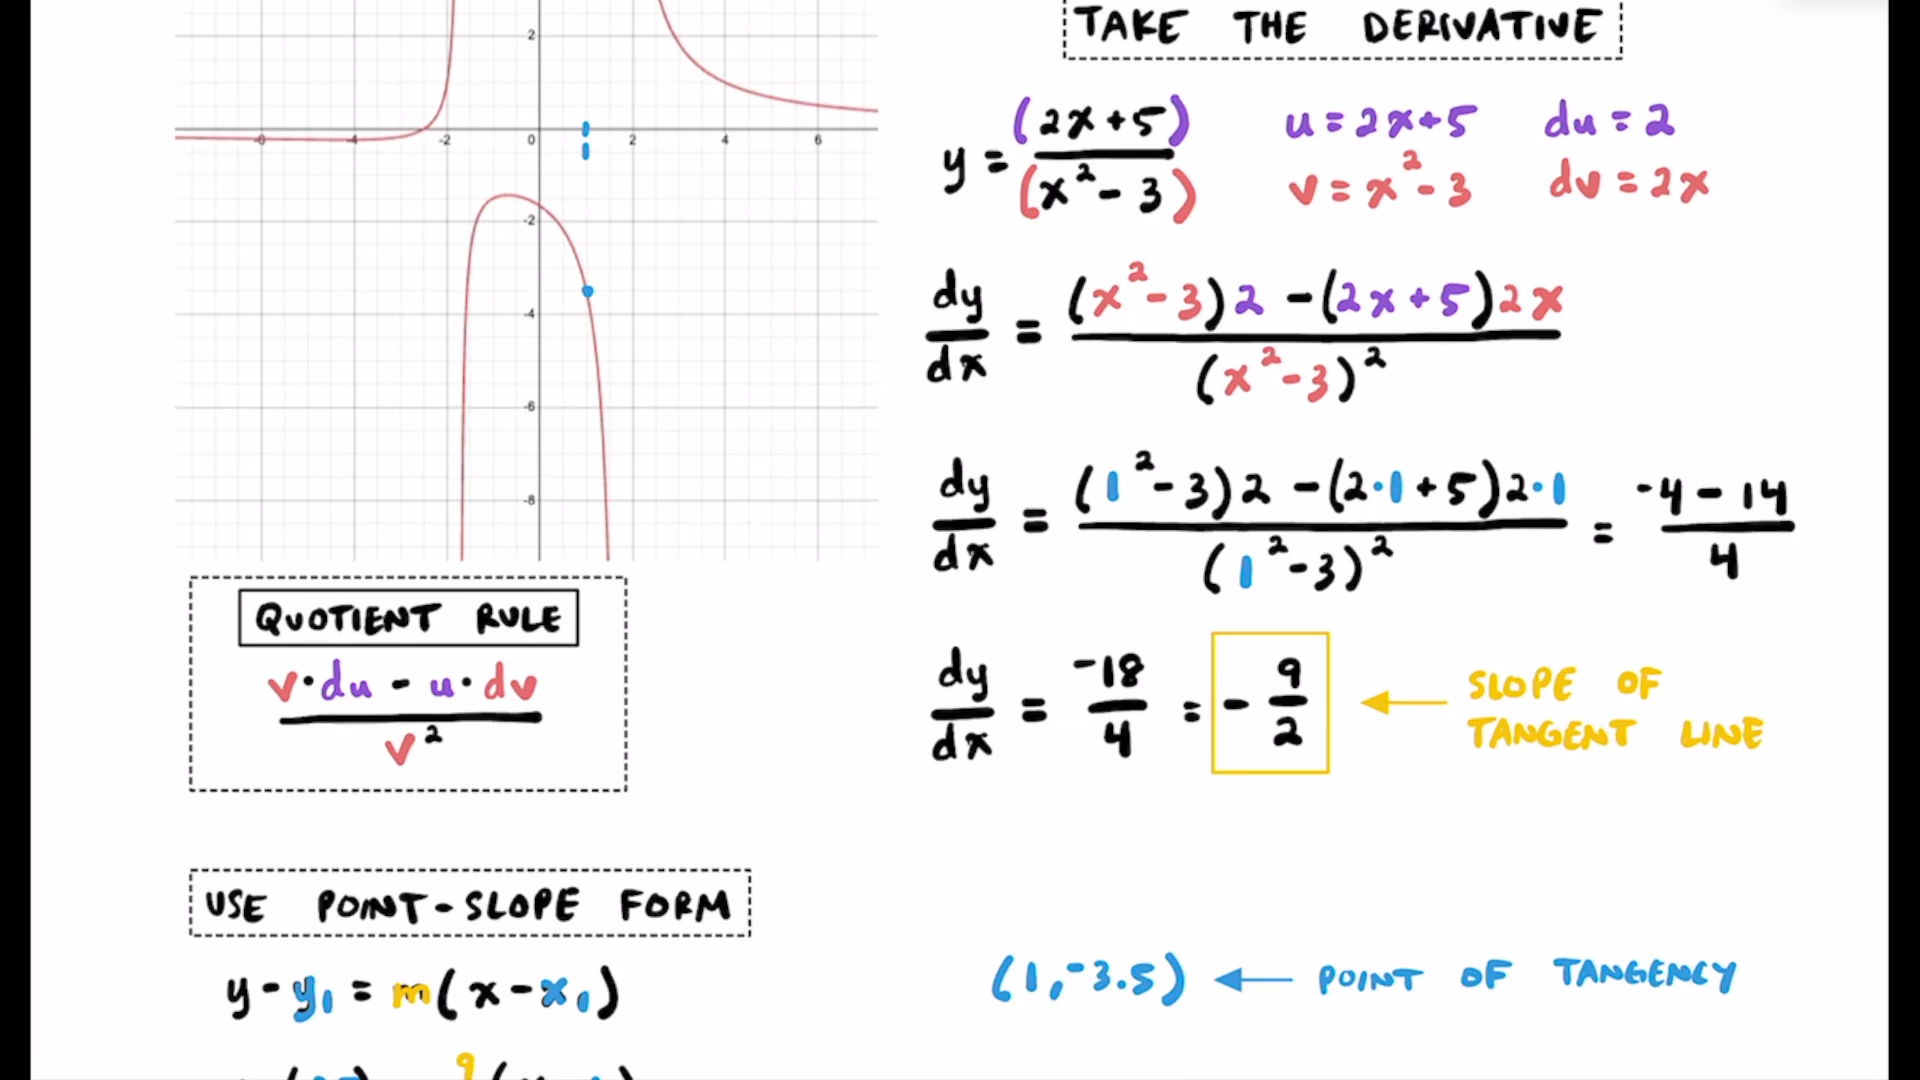 TAKE THE DERIVATIVE
2
-6 -4 -2 0 2 4 6
-2
-4
-6
-8
y = (2x+5)/(x²-3) u = 2x+5 du = 2
v = x²-3 dv = 2x
dy/dx = ((x²-3)2 - (2x+5)2x)/(x²-3)²
dy/dx = ((1²-3)2 - (2·1+5)2·1)/(1²-3)² = (-4-14)/4
QUOTIENT RULE
(v·du - u·dv)/v²
dy/dx = -18/4 = -9/2 ← SLOPE OF
TANGENT LINE
USE POINT-SLOPE FORM
y-y₁ = m(x-x₁)
(1,-3.5) ← POINT OF TANGENCY